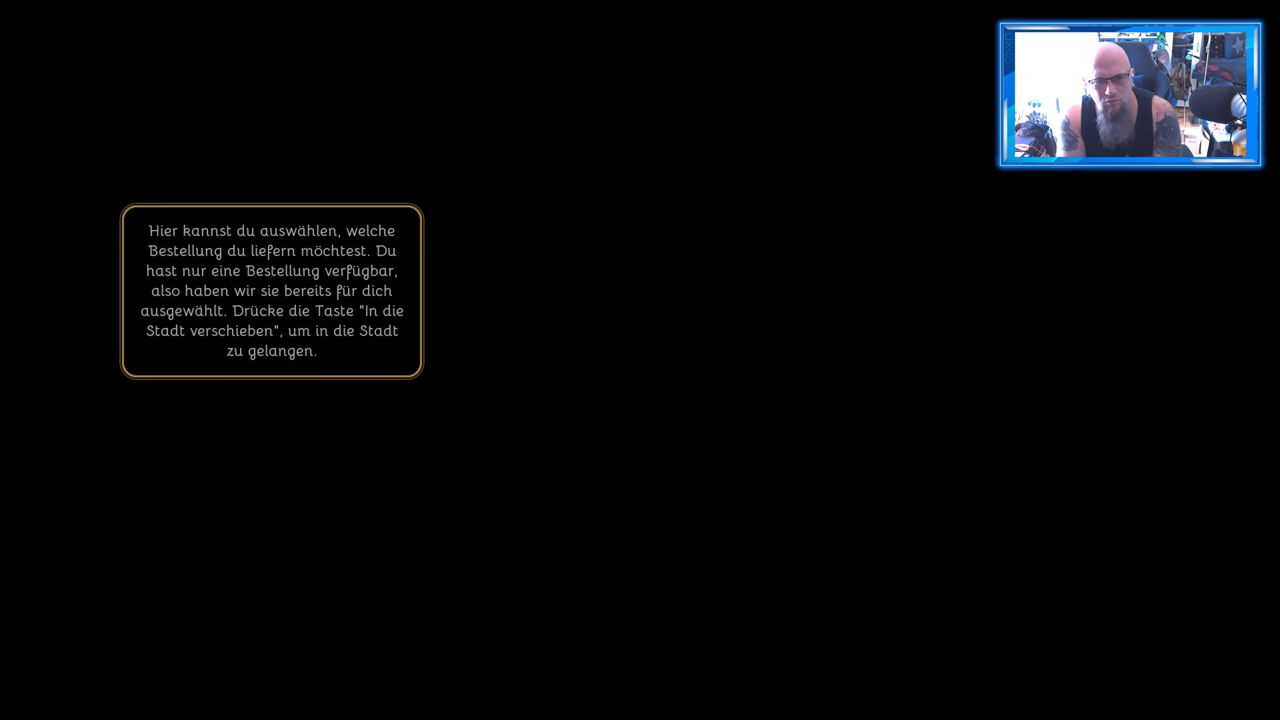 Hier kannst du auswählen, welche
Bestellung du liefern möchtest. Du
hast nur eine Bestellung verfügbar,
also haben wir sie bereits für dich
ausgewählt. Drücke die Taste "In die
Stadt verschieben", um in die Stadt
zu gelangen.